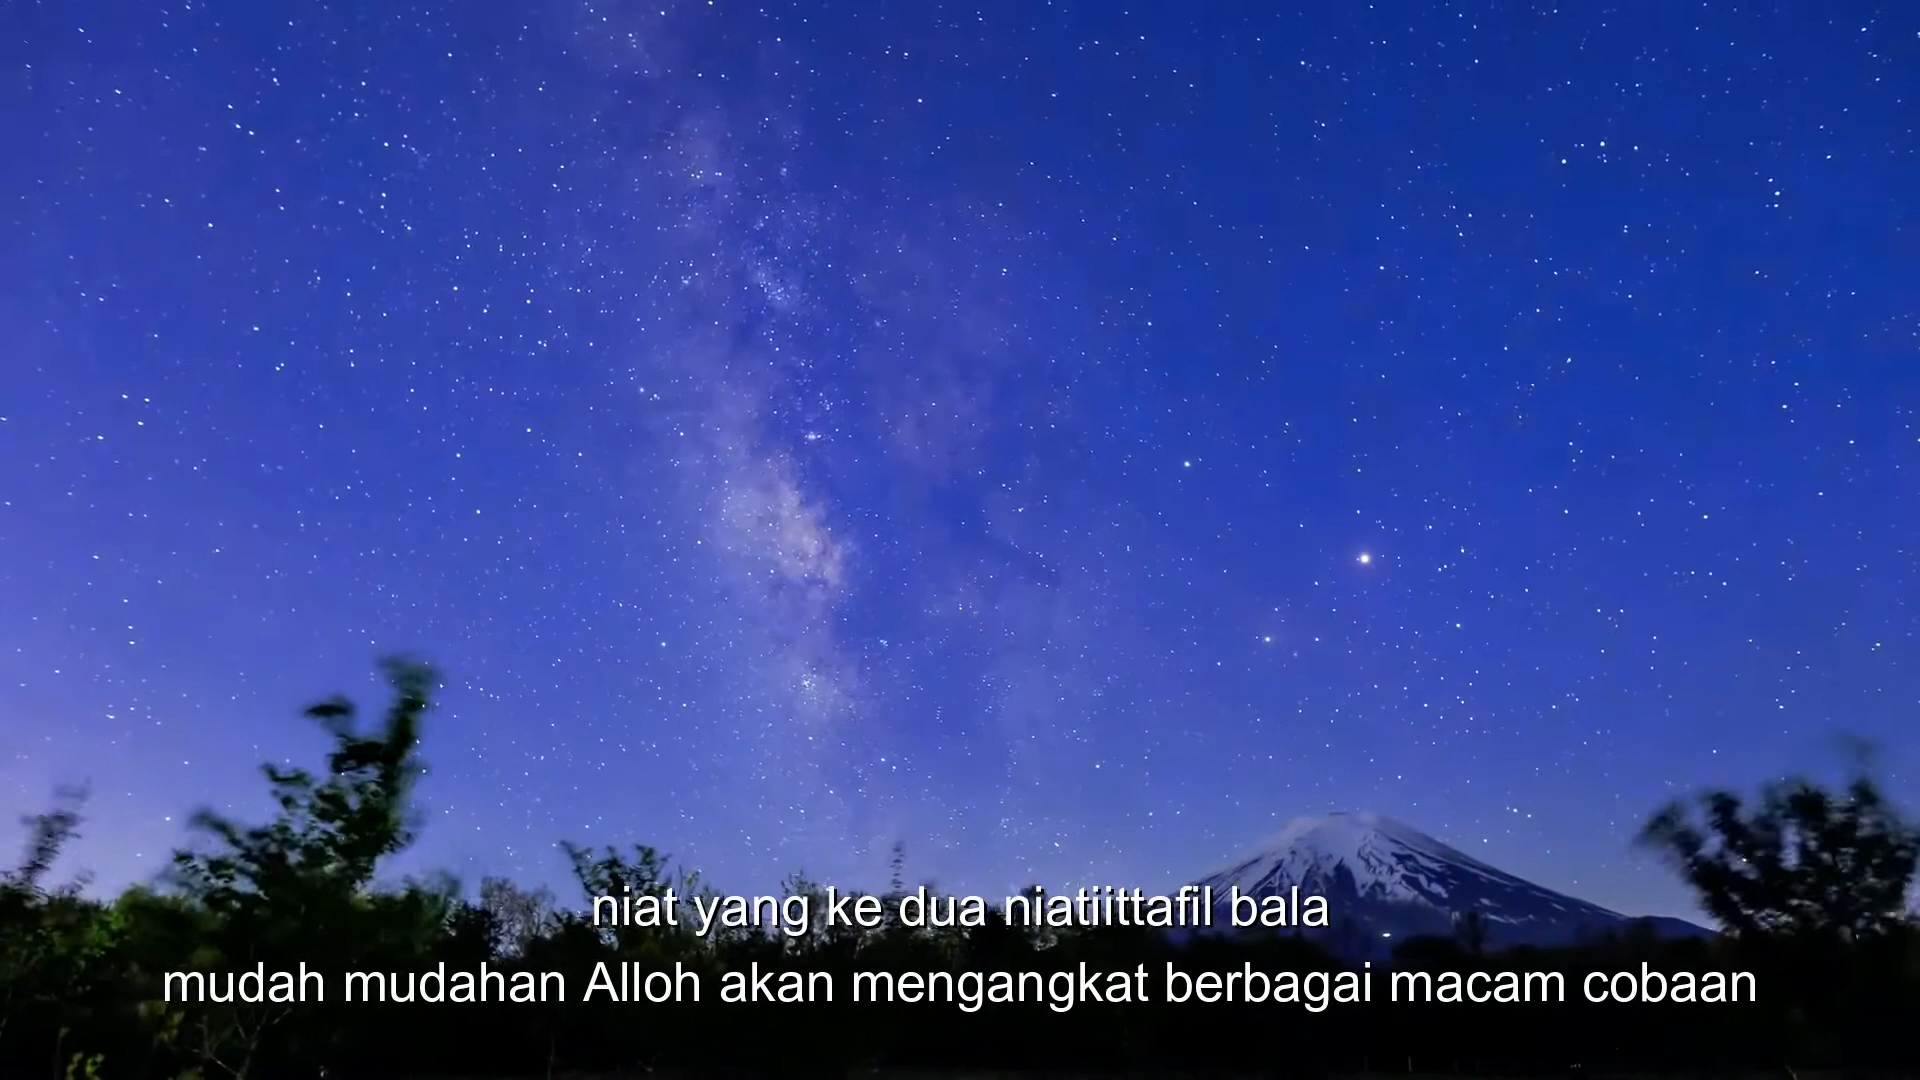 niat yang ke dua niatiittafil bala
mudah mudahan Alloh akan mengangkat berbagai macam cobaan